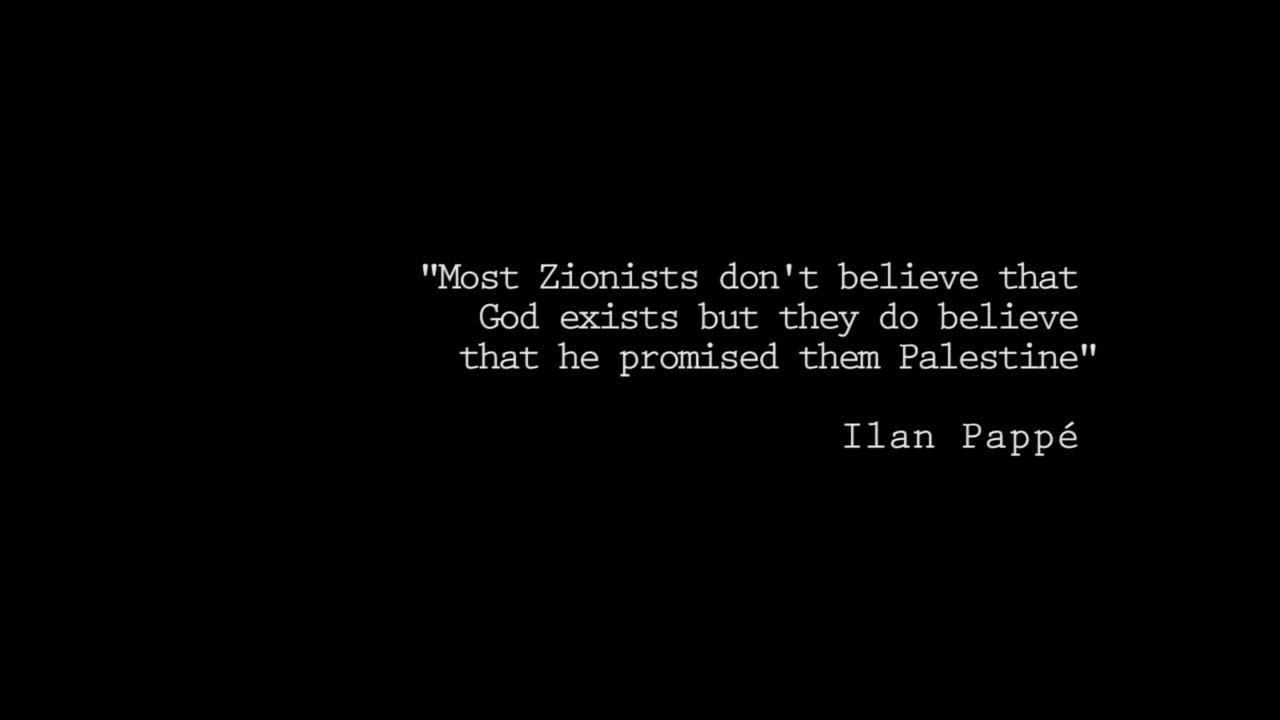 "Most Zionists don't believe that
God exists but they do believe
that he promised them Palestine"
Ilan Pappé